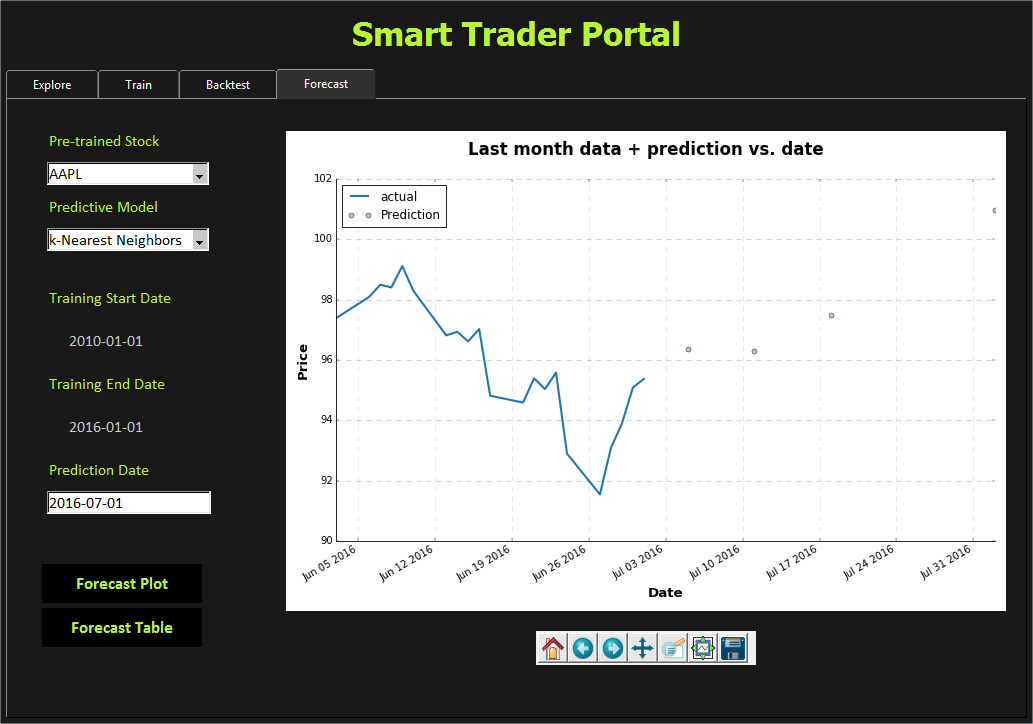 Smart Trader Portal
Explore
Train
Backtest
Forecast
Pre-trained Stock
AAPL
Predictive Model
k-Nearest Neighbors
Training Start Date
2010-01-01
Training End Date
2016-01-01
Prediction Date
2016-07-01
Forecast Plot
Forecast Table
Last month data + prediction vs. date
actual
Prediction
102
100
98
96
94
92
90
Price
Jun 05 2016
Jun 12 2016
Jun 19 2016
Jun 26 2016
Jul 03 2016
Jul 10 2016
Jul 17 2016
Jul 24 2016
Jul 31 2016
Date